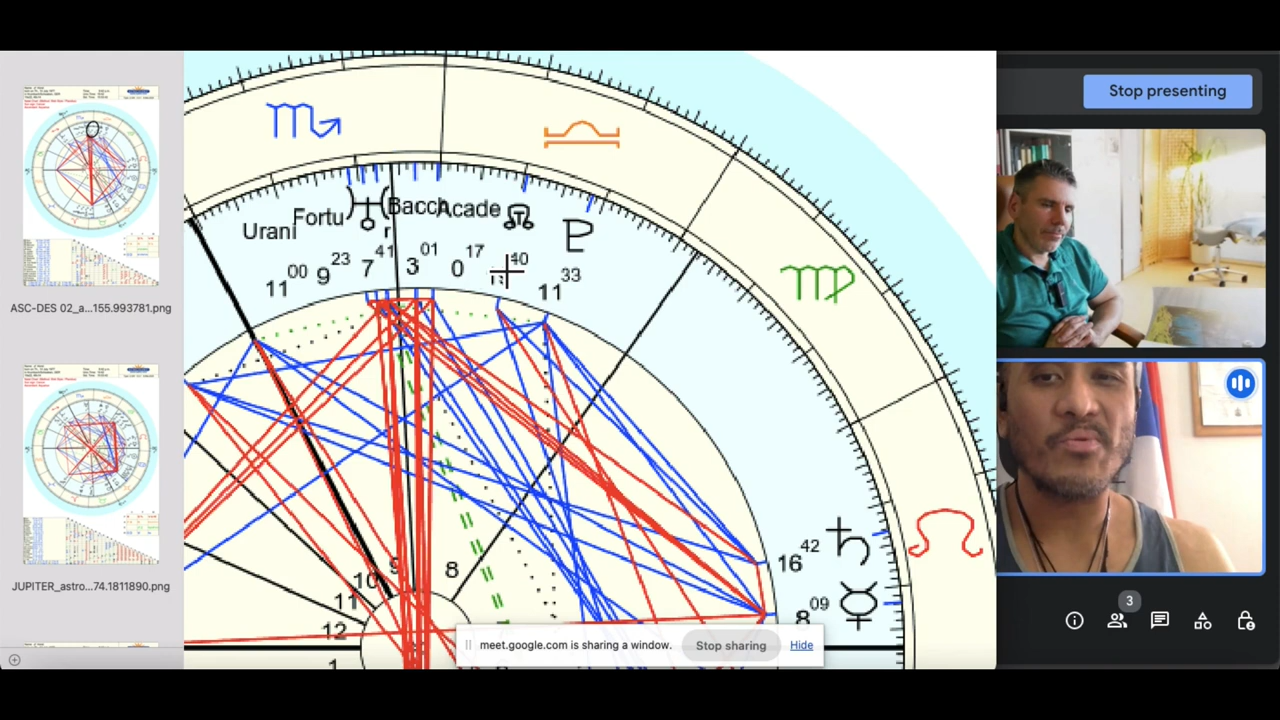 Stop presenting
Urani
Fortu
Bacch
Acade
r
11 00
9 23
7 41
3 01
0 17
40
11 33
16 42
8 09
8
9
10
11
12
1
ASC-DES 02_a...155.993781.png
JUPITER_astro...74.1811890.png
3
meet.google.com is sharing a window.
Stop sharing
Hide